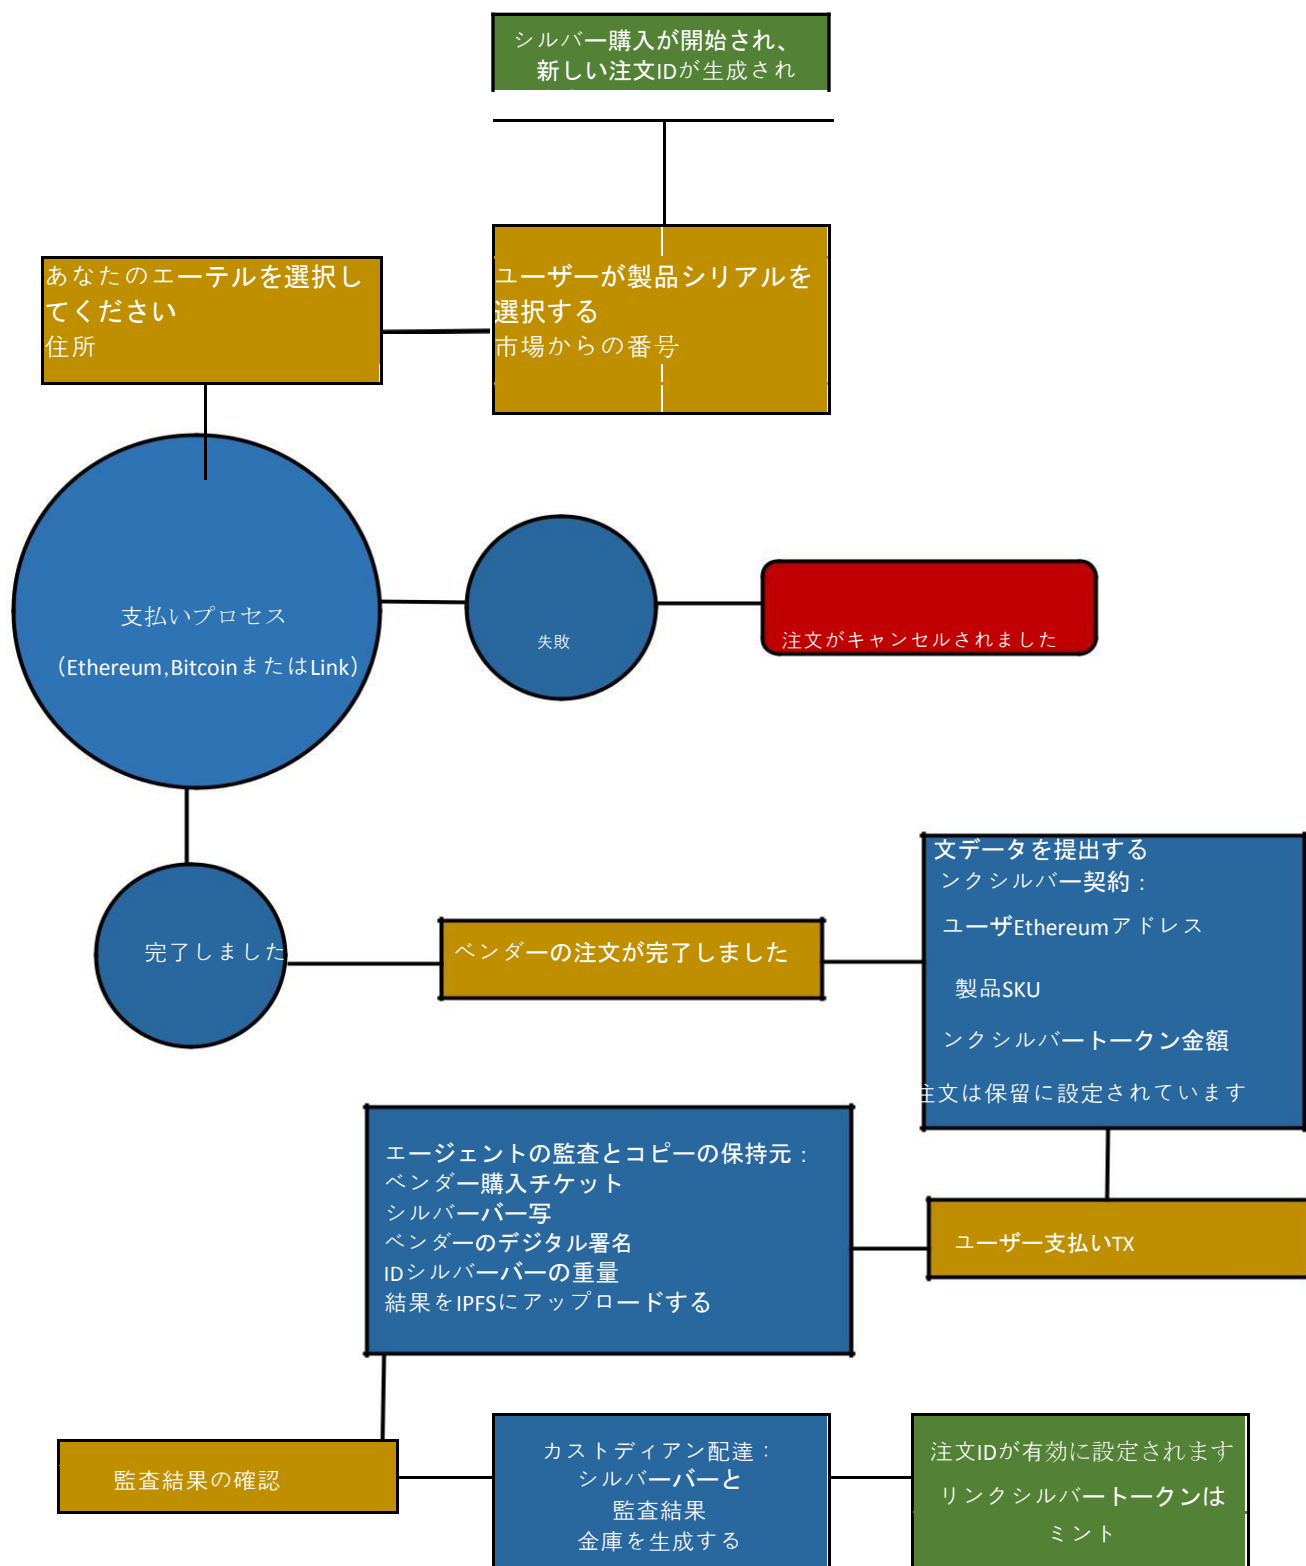 シルバー購入が開始され、
新しい注文IDが生成され
あなたのエーテルを選択し
てください
住所
ユーザーが製品シリアルを
選択する
市場からの番号
支払いプロセス
（Ethereum,BitcoinまたはLink）
失敗
注文がキャンセルされました
完了しました
ベンダーの注文が完了しました
文データを提出する
ンクシルバー契約：
ユーザEthereumアドレス
製品SKU
ンクシルバートークン金額
注文は保留に設定されています
エージェントの監査とコピーの保持元：
ベンダー購入チケット
シルバーバー写
ベンダーのデジタル署名
IDシルバーバーの重量
結果をIPFSにアップロードする
ユーザー支払いTX
監査結果の確認
カストディアン配達：
シルバーバーと
監査結果
金庫を生成する
注文IDが有効に設定されます
リンクシルバートークンは
ミント